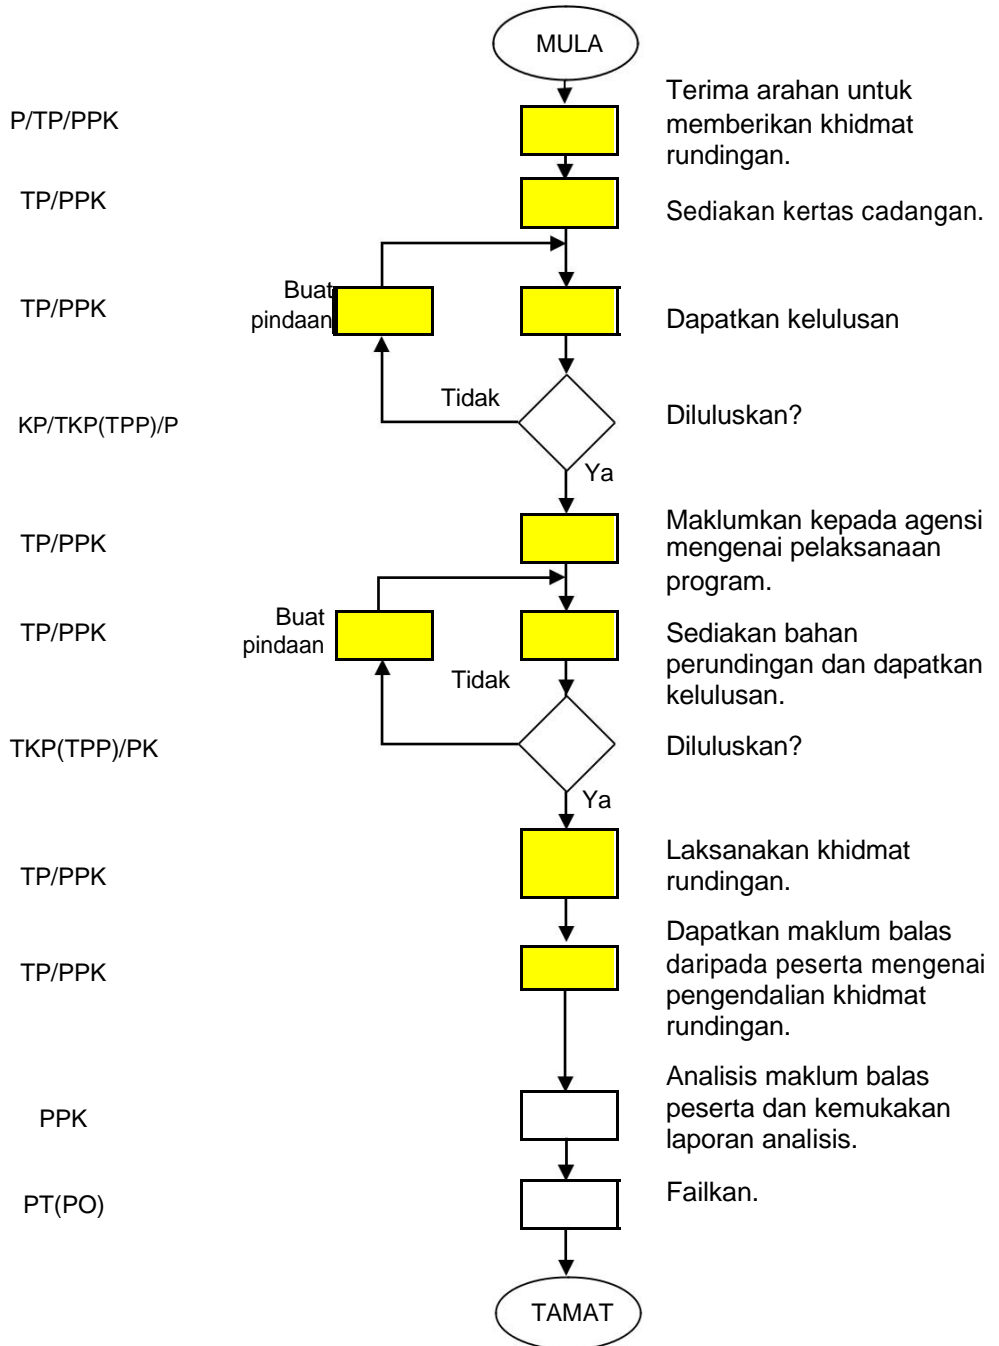 MULA
P/TP/PPK
Terima arahan untuk
memberikan khidmat
rundingan.
TP/PPK
Sediakan kertas cadangan.
TP/PPK
Buat
pindaan
Dapatkan kelulusan
KP/TKP(TPP)/P
Tidak
Diluluskan?
Ya
TP/PPK
Maklumkan kepada agensi
mengenai pelaksanaan
program.
TP/PPK
Buat
pindaan
Sediakan bahan
perundingan dan dapatkan
kelulusan.
Tidak
TKP(TPP)/PK
Diluluskan?
Ya
TP/PPK
Laksanakan khidmat
rundingan.
TP/PPK
Dapatkan maklum balas
daripada peserta mengenai
pengendalian khidmat
rundingan.
PPK
Analisis maklum balas
peserta dan kemukakan
laporan analisis.
PT(PO)
Failkan.
TAMAT